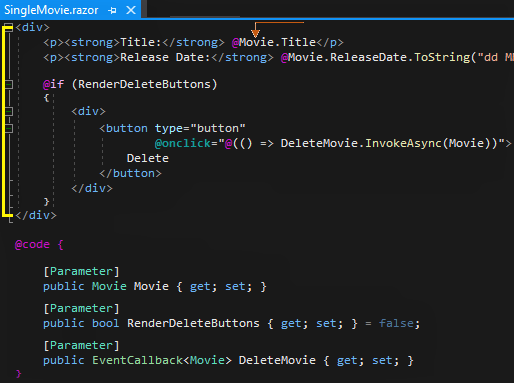 SingleMovie.razor
<div>
<p><strong>Title:</strong> @Movie.Title</p>
<p><strong>Release Date:</strong> @Movie.ReleaseDate.ToString("dd
@if (RenderDeleteButtons)
{
<div>
<button type="button"
@onclick="@(() => DeleteMovie.InvokeAsync(Movie))">
Delete
</button>
</div>
}
</div>
@code {
[Parameter]
public Movie Movie { get; set; }
[Parameter]
public bool RenderDeleteButtons { get; set; } = false;
[Parameter]
public EventCallback<Movie> DeleteMovie { get; set; }
}